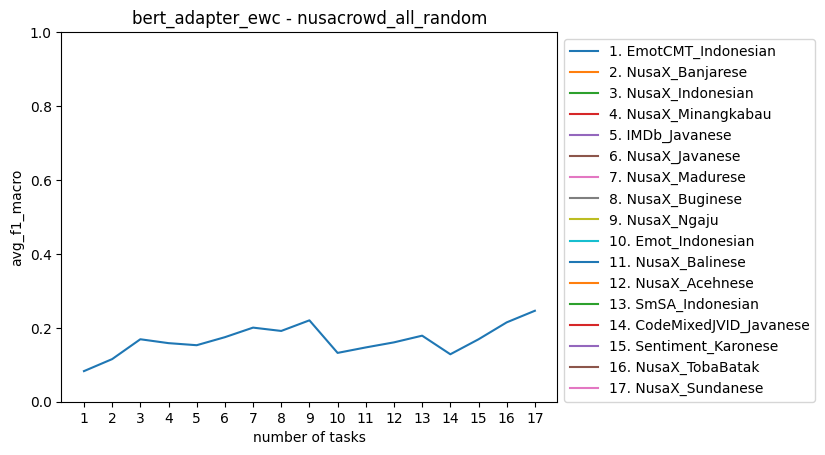 bert_adapter_ewc - nusacrowd_all_random
1.0
0.8
0.6
0.4
0.2
0.0
avg_f1_macro
1 2 3 4 5 6 7 8 9 10 11 12 13 14 15 16 17
number of tasks
1. EmotCMT_Indonesian
2. NusaX_Banjarese
3. NusaX_Indonesian
4. NusaX_Minangkabau
5. IMDb_Javanese
6. NusaX_Javanese
7. NusaX_Madurese
8. NusaX_Buginese
9. NusaX_Ngaju
10. Emot_Indonesian
11. NusaX_Balinese
12. NusaX_Acehnese
13. SmSA_Indonesian
14. CodeMixedJVID_Javanese
15. Sentiment_Karonese
16. NusaX_TobaBatak
17. NusaX_Sundanese